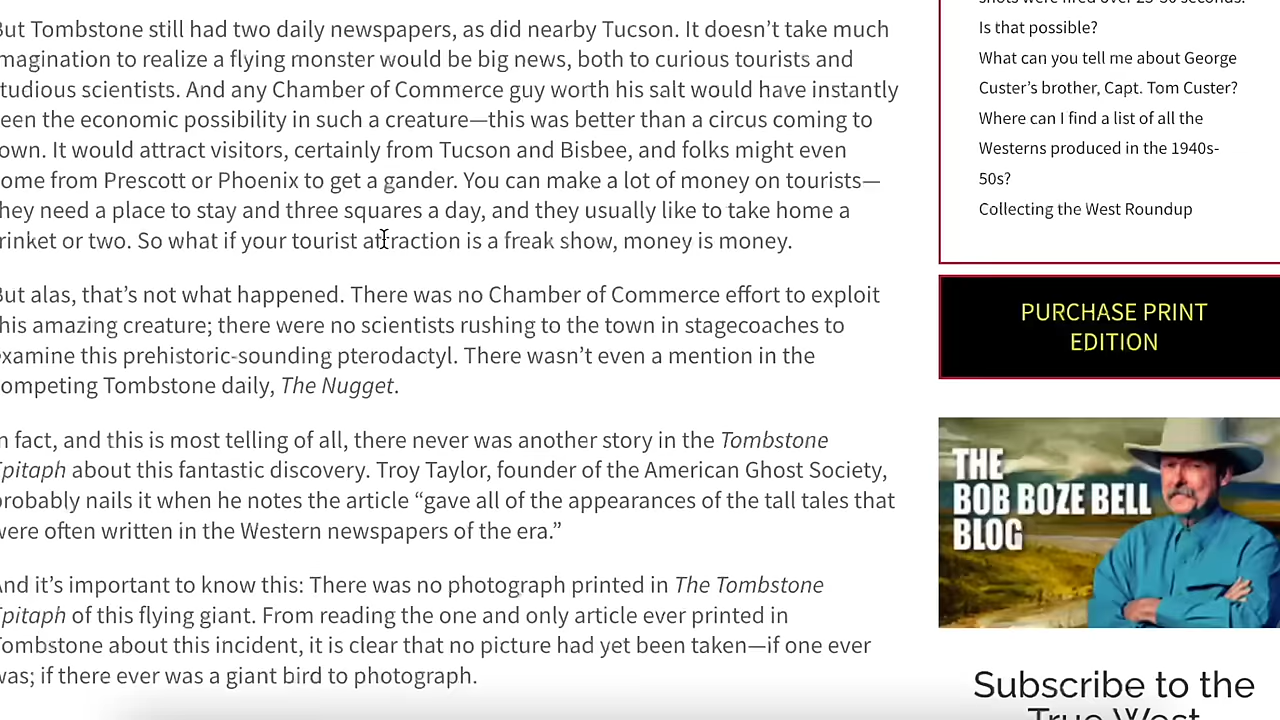 But Tombstone still had two daily newspapers, as did nearby Tucson. It doesn’t take much
magination to realize a flying monster would be big news, both to curious tourists and
tudious scientists. And any Chamber of Commerce guy worth his salt would have instantly
een the economic possibility in such a creature—this was better than a circus coming to
own. It would attract visitors, certainly from Tucson and Bisbee, and folks might even
ome from Prescott or Phoenix to get a gander. You can make a lot of money on tourists—
hey need a place to stay and three squares a day, and they usually like to take home a
rinket or two. So what if your tourist attraction is a freak show, money is money.
But alas, that’s not what happened. There was no Chamber of Commerce effort to exploit
his amazing creature; there were no scientists rushing to the town in stagecoaches to
examine this prehistoric-sounding pterodactyl. There wasn’t even a mention in the
ompeting Tombstone daily, The Nugget.
n fact, and this is most telling of all, there never was another story in the Tombstone
Epitaph about this fantastic discovery. Troy Taylor, founder of the American Ghost Society,
probably nails it when he notes the article “gave all of the appearances of the tall tales that
were often written in the Western newspapers of the era.”
And it’s important to know this: There was no photograph printed in The Tombstone
Epitaph of this flying giant. From reading the one and only article ever printed in
Tombstone about this incident, it is clear that no picture had yet been taken—if one ever
was; if there ever was a giant bird to photograph.
shots were fired over 25-30 seconds.
Is that possible?
What can you tell me about George
Custer’s brother, Capt. Tom Custer?
Where can I find a list of all the
Westerns produced in the 1940s-
50s?
Collecting the West Roundup
PURCHASE PRINT
EDITION
THE
BOB BOZE BELL
BLOG
Subscribe to the
True West